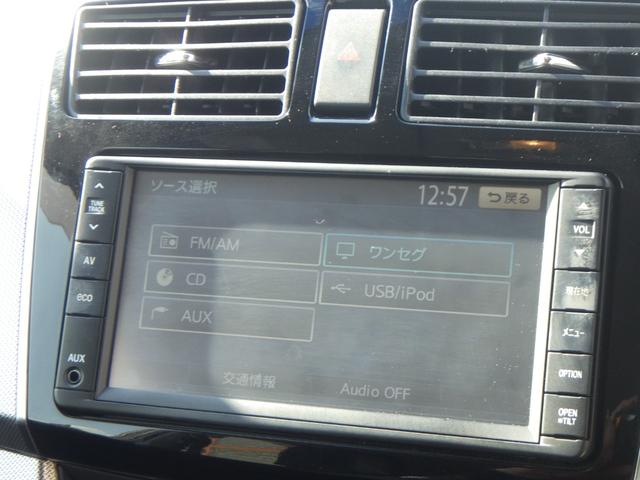 ソース選択
12:57
戻る
FM/AM
ワンセグ
CD
USB/iPod
AUX
交通情報
Audio OFF
TUNE
TRACK
AV
eco
AUX
VOL
現在地
メニュー
OPTION
OPEN
TILT